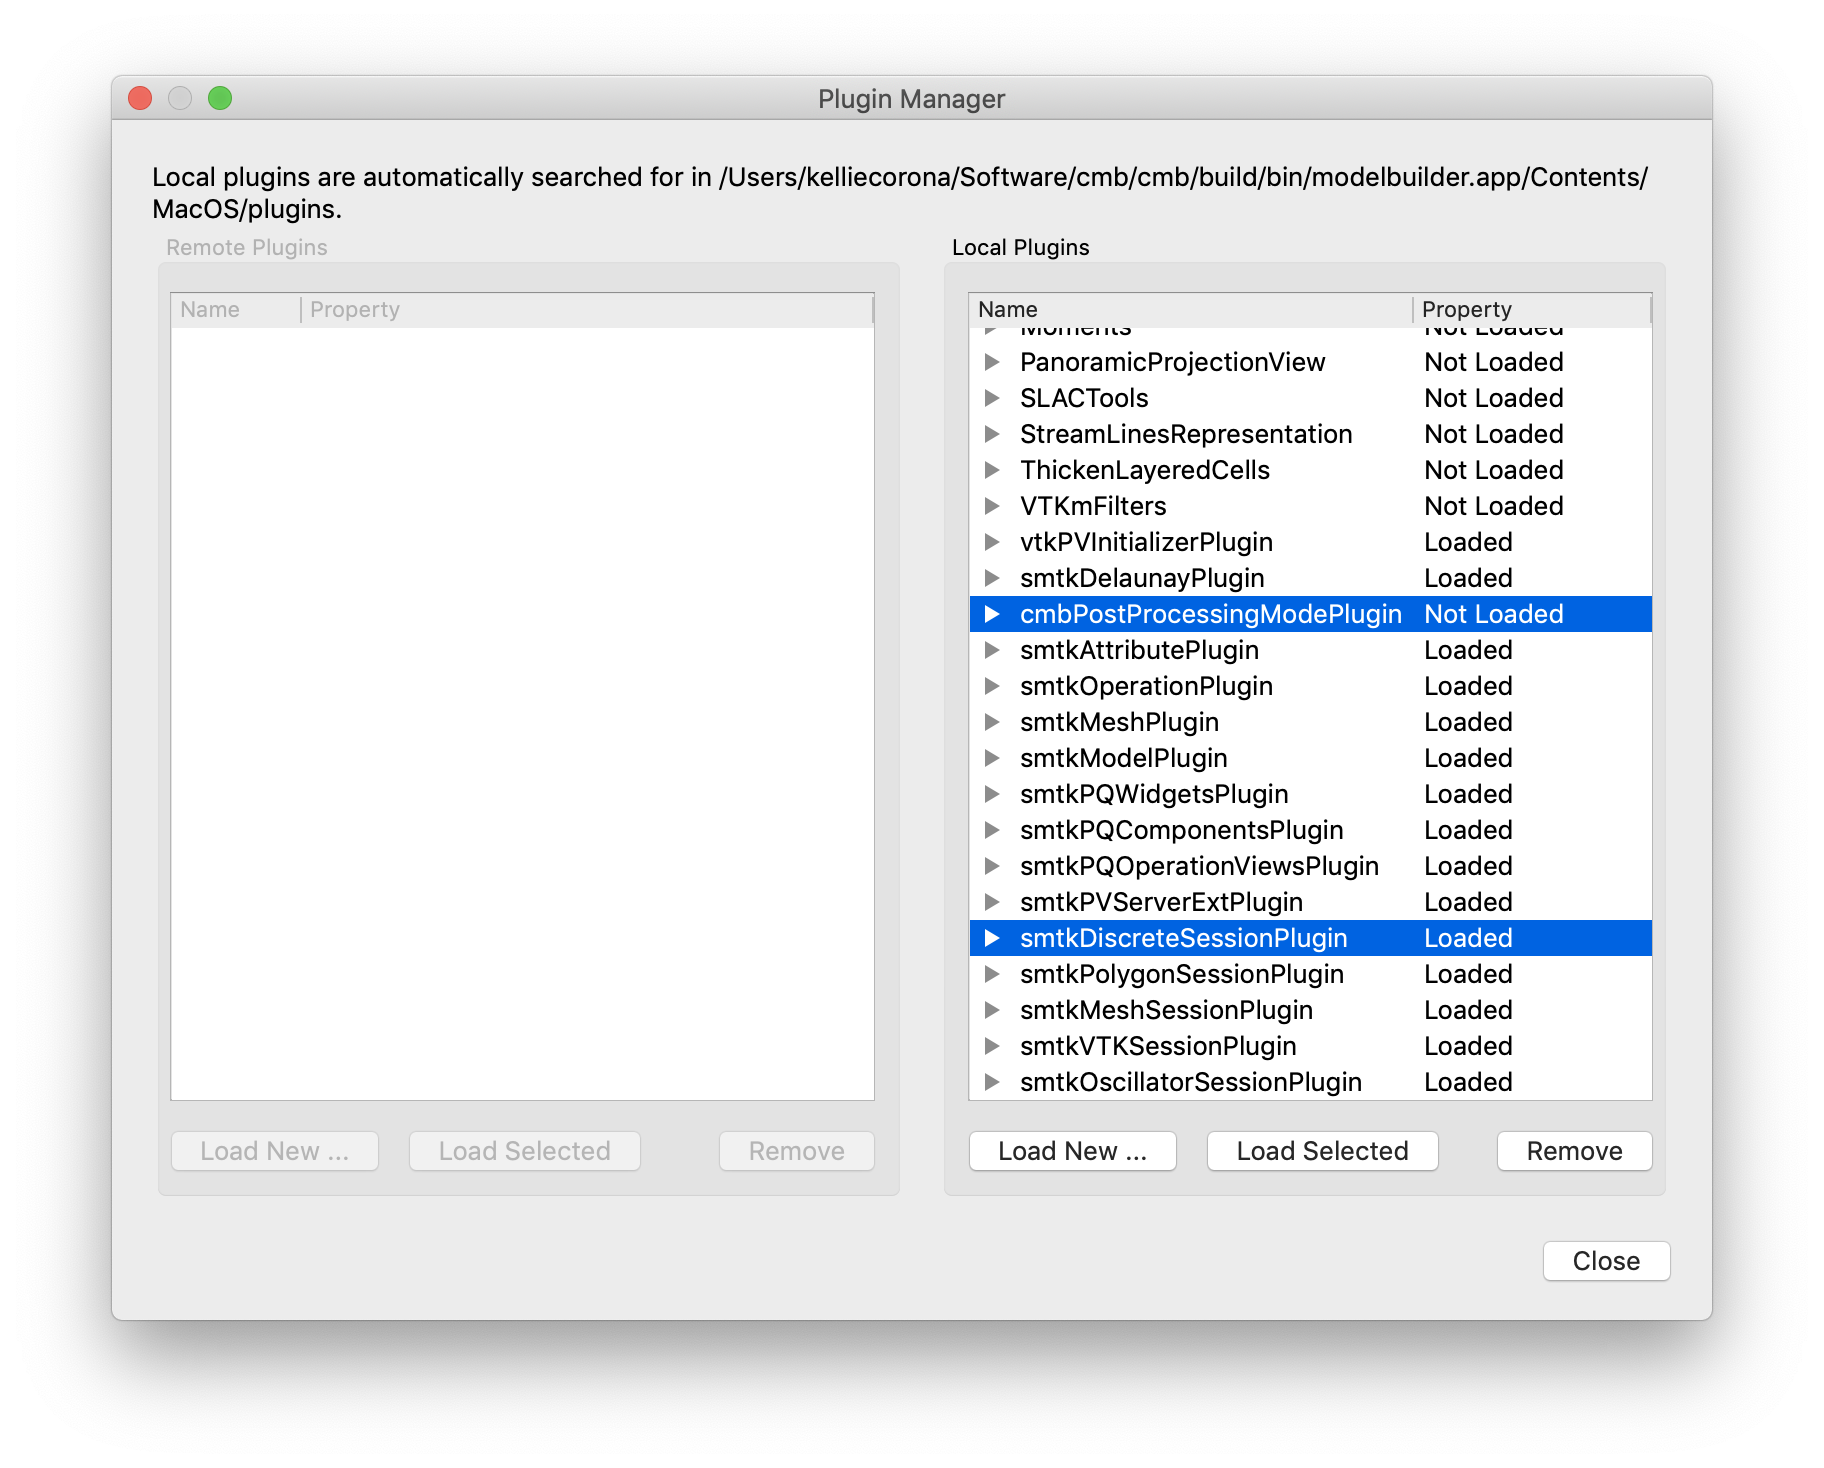 Plugin Manager
Local plugins are automatically searched for in /Users/kelliecorona/Software/cmb/cmb/build/bin/modelbuilder.app/Contents/
MacOS/plugins.
Remote Plugins
Name Property
Load New ... Load Selected Remove
Local Plugins
Name Property
Moments Not Loaded
PanoramicProjectionView Not Loaded
SLACTools Not Loaded
StreamLinesRepresentation Not Loaded
ThickenLayeredCells Not Loaded
VTKmFilters Not Loaded
vtkPVInitializerPlugin Loaded
smtkDelaunayPlugin Loaded
cmbPostProcessingModePlugin Not Loaded
smtkAttributePlugin Loaded
smtkOperationPlugin Loaded
smtkMeshPlugin Loaded
smtkModelPlugin Loaded
smtkPQWidgetsPlugin Loaded
smtkPQComponentsPlugin Loaded
smtkPQOperationViewsPlugin Loaded
smtkPVServerExtPlugin Loaded
smtkDiscreteSessionPlugin Loaded
smtkPolygonSessionPlugin Loaded
smtkMeshSessionPlugin Loaded
smtkVTKSessionPlugin Loaded
smtkOscillatorSessionPlugin Loaded
Load New ... Load Selected Remove
Close